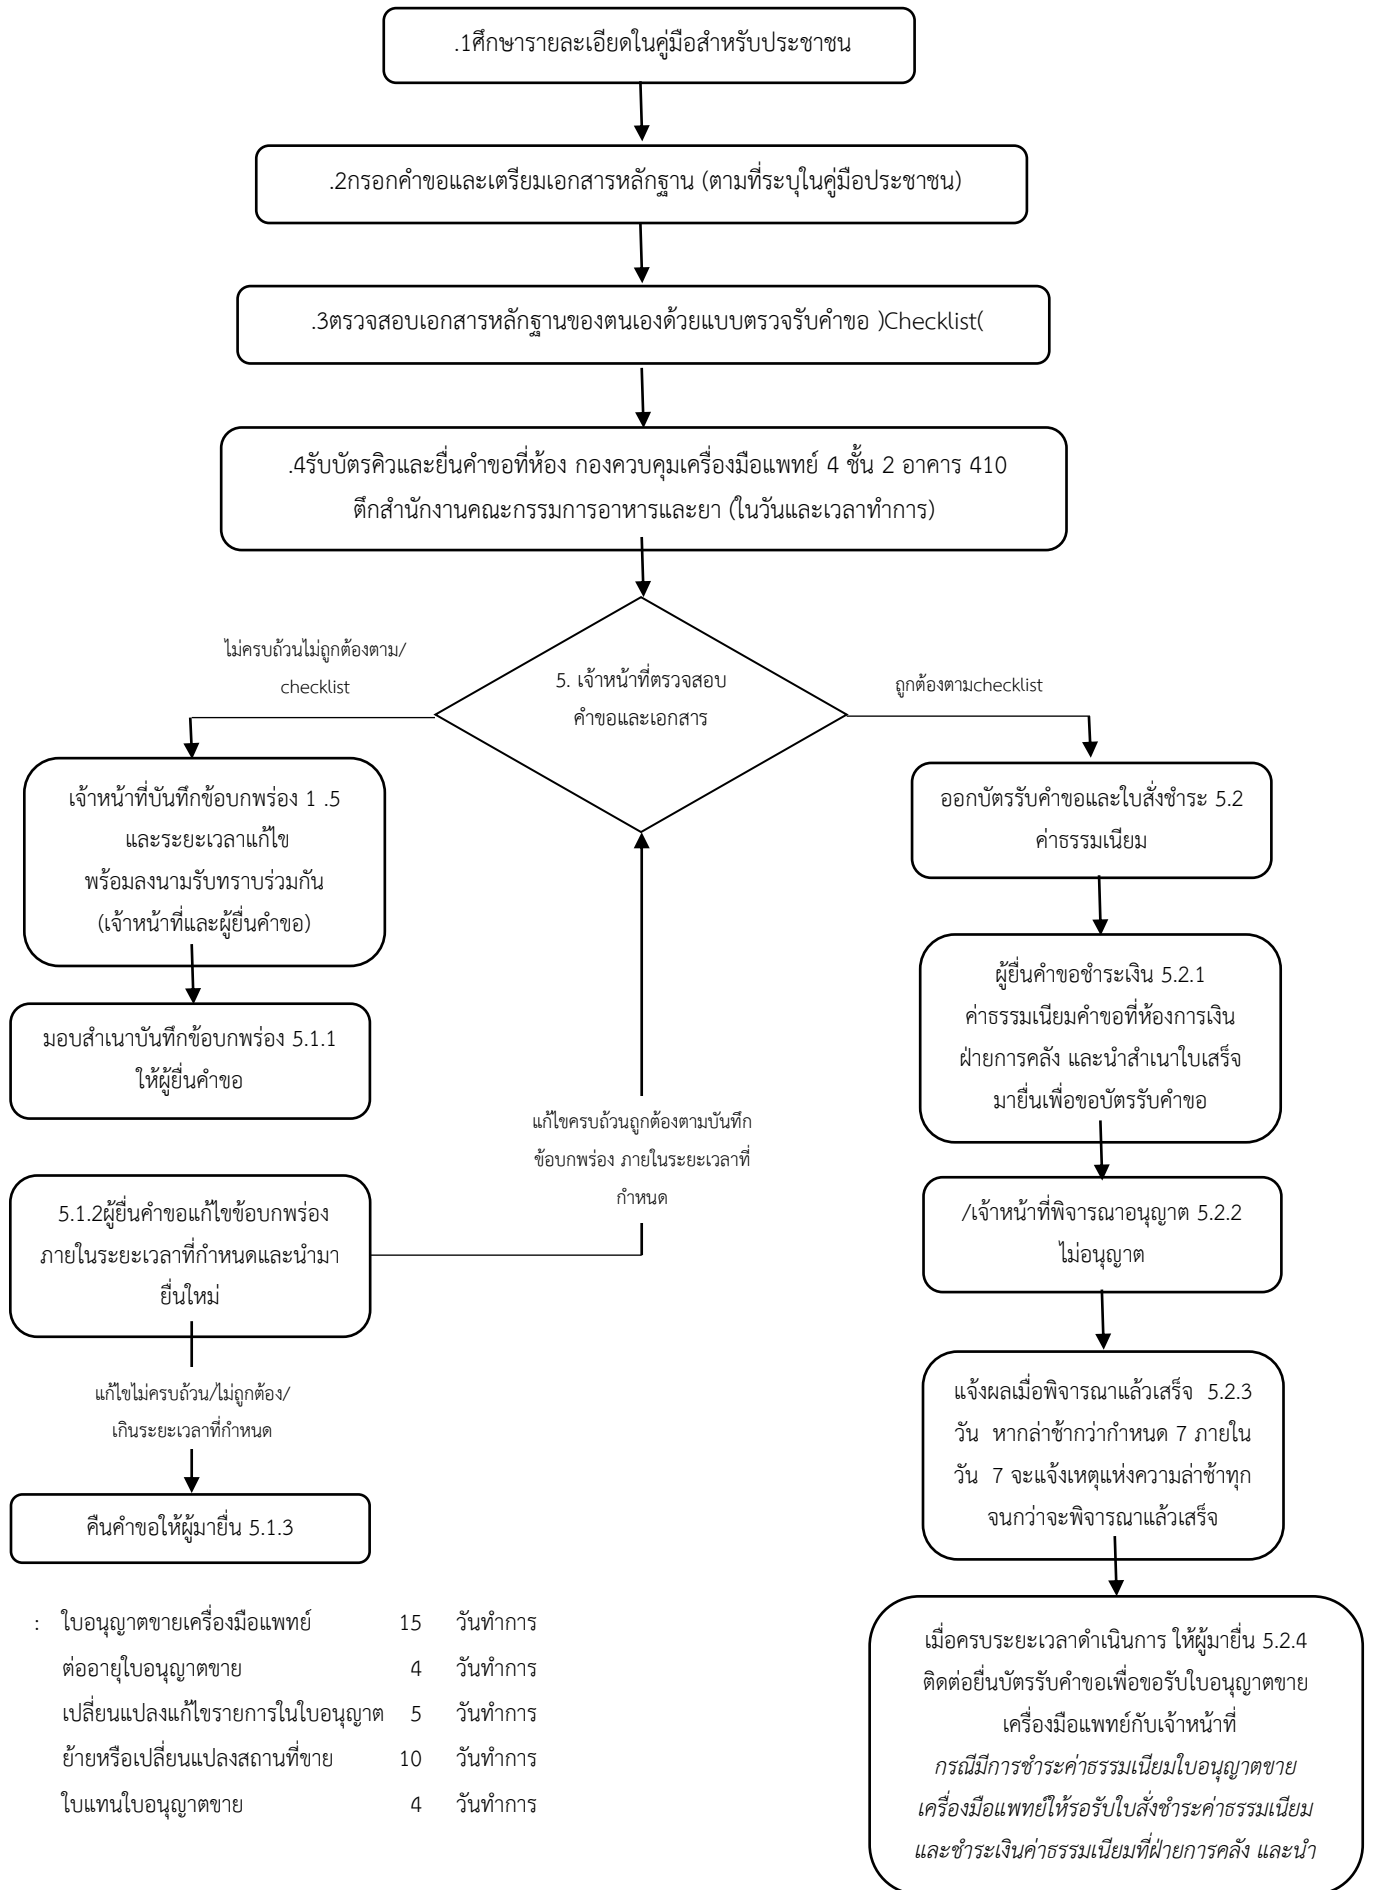 .1ศึกษารายละเอียดในคู่มือสำหรับประชาชน
.2กรอกคำขอและเตรียมเอกสารหลักฐาน (ตามที่ระบุในคู่มือประชาชน)
.3ตรวจสอบเอกสารหลักฐานของตนเองด้วยแบบตรวจรับคำขอ )Checklist(
.4รับบัตรคิวและยื่นคำขอที่ห้อง กองควบคุมเครื่องมือแพทย์ 4 ชั้น 2 อาคาร 410
ตึกสำนักงานคณะกรรมการอาหารและยา (ในวันและเวลาทำการ)
5. เจ้าหน้าที่ตรวจสอบ
คำขอและเอกสาร
ไม่ครบถ้วนไม่ถูกต้องตาม/
checklist
เจ้าหน้าที่บันทึกข้อบกพร่อง 1 .5
และระยะเวลาแก้ไข
พร้อมลงนามรับทราบร่วมกัน
(เจ้าหน้าที่และผู้ยื่นคำขอ)
มอบสำเนาบันทึกข้อบกพร่อง 5.1.1
ให้ผู้ยื่นคำขอ
5.1.2ผู้ยื่นคำขอแก้ไขข้อบกพร่อง
ภายในระยะเวลาที่กำหนดและนำมา
ยื่นใหม่
แก้ไขครบถ้วนถูกต้องตามบันทึก
ข้อบกพร่อง ภายในระยะเวลาที่
กำหนด
แก้ไขไม่ครบถ้วน/ไม่ถูกต้อง/
เกินระยะเวลาที่กำหนด
คืนคำขอให้ผู้มายื่น 5.1.3
ถูกต้องตามchecklist
ออกบัตรรับคำขอและใบสั่งชำระ 5.2
ค่าธรรมเนียม
ผู้ยื่นคำขอชำระเงิน 5.2.1
ค่าธรรมเนียมคำขอที่ห้องการเงิน
ฝ่ายการคลัง และนำสำเนาใบเสร็จ
มายื่นเพื่อขอบัตรรับคำขอ
/เจ้าหน้าที่พิจารณาอนุญาต 5.2.2
ไม่อนุญาต
แจ้งผลเมื่อพิจารณาแล้วเสร็จ 5.2.3
วัน หากล่าช้ากว่ากำหนด 7 ภายใน
วัน 7 จะแจ้งเหตุแห่งความล่าช้าทุก
จนกว่าจะพิจารณาแล้วเสร็จ
เมื่อครบระยะเวลาดำเนินการ ให้ผู้มายื่น 5.2.4
ติดต่อยื่นบัตรรับคำขอเพื่อขอรับใบอนุญาตขาย
เครื่องมือแพทย์กับเจ้าหน้าที่
กรณีมีการชำระค่าธรรมเนียมใบอนุญาตขาย
เครื่องมือแพทย์ให้รอรับใบสั่งชำระค่าธรรมเนียม
และชำระเงินค่าธรรมเนียมที่ฝ่ายการคลัง และนำ
: ใบอนุญาตขายเครื่องมือแพทย์ 15 วันทำการ
ต่ออายุใบอนุญาตขาย 4 วันทำการ
เปลี่ยนแปลงแก้ไขรายการในใบอนุญาต 5 วันทำการ
ย้ายหรือเปลี่ยนแปลงสถานที่ขาย 10 วันทำการ
ใบแทนใบอนุญาตขาย 4 วันทำการ